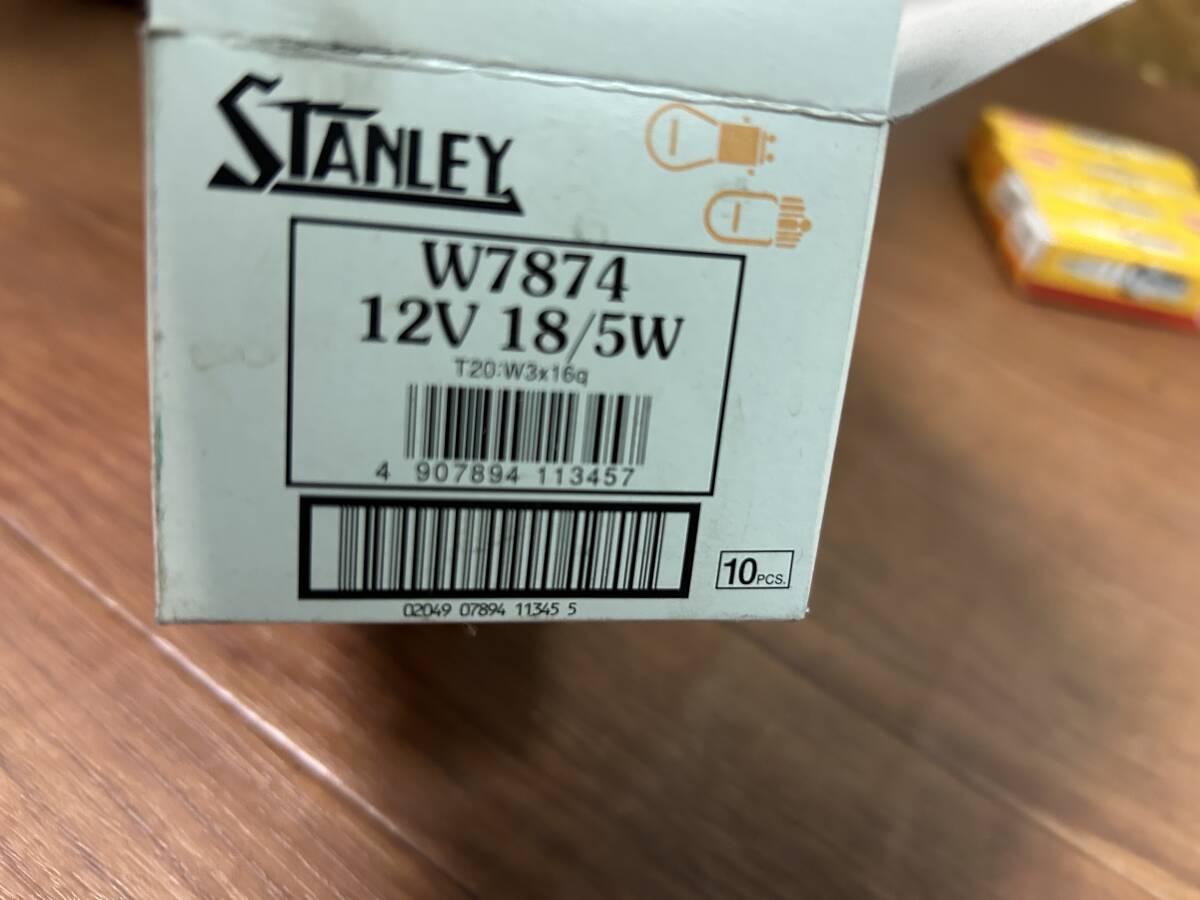 STANLEY
W7874
12V 18/5W
T20:W3x16q
4 907894 113457
02049 07894 11345 5
10PCS.